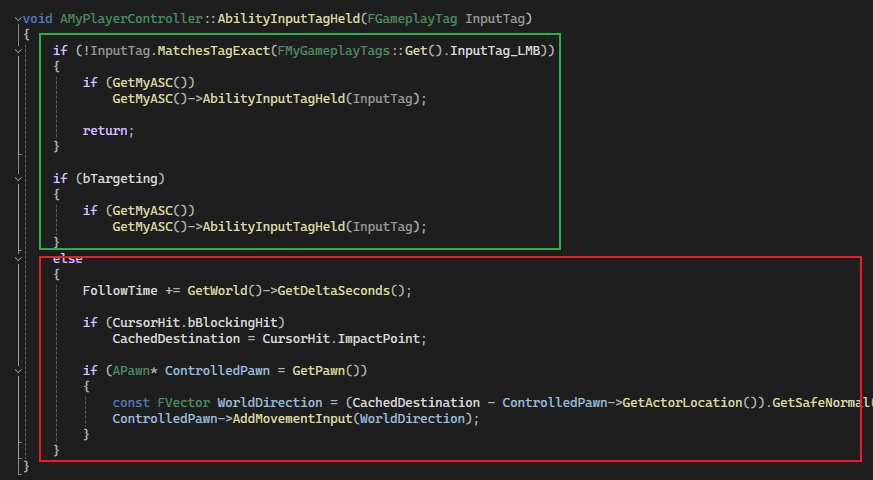 void AMyPlayerController::AbilityInputTagHeld(FGameplayTag InputTag)
{
if (!InputTag.MatchesTagExact(FMyGameplayTags::Get().InputTag_LMB))
{
if (GetMyASC())
GetMyASC()->AbilityInputTagHeld(InputTag);
return;
}
if (bTargeting)
{
if (GetMyASC())
GetMyASC()->AbilityInputTagHeld(InputTag);
}
else
{
FollowTime += GetWorld()->GetDeltaSeconds();
if (CursorHit.bBlockingHit)
CachedDestination = CursorHit.ImpactPoint;
if (APawn* ControlledPawn = GetPawn())
{
const FVector WorldDirection = (CachedDestination - ControlledPawn->GetActorLocation()).GetSafeNormal(
ControlledPawn->AddMovementInput(WorldDirection);
}
}
}